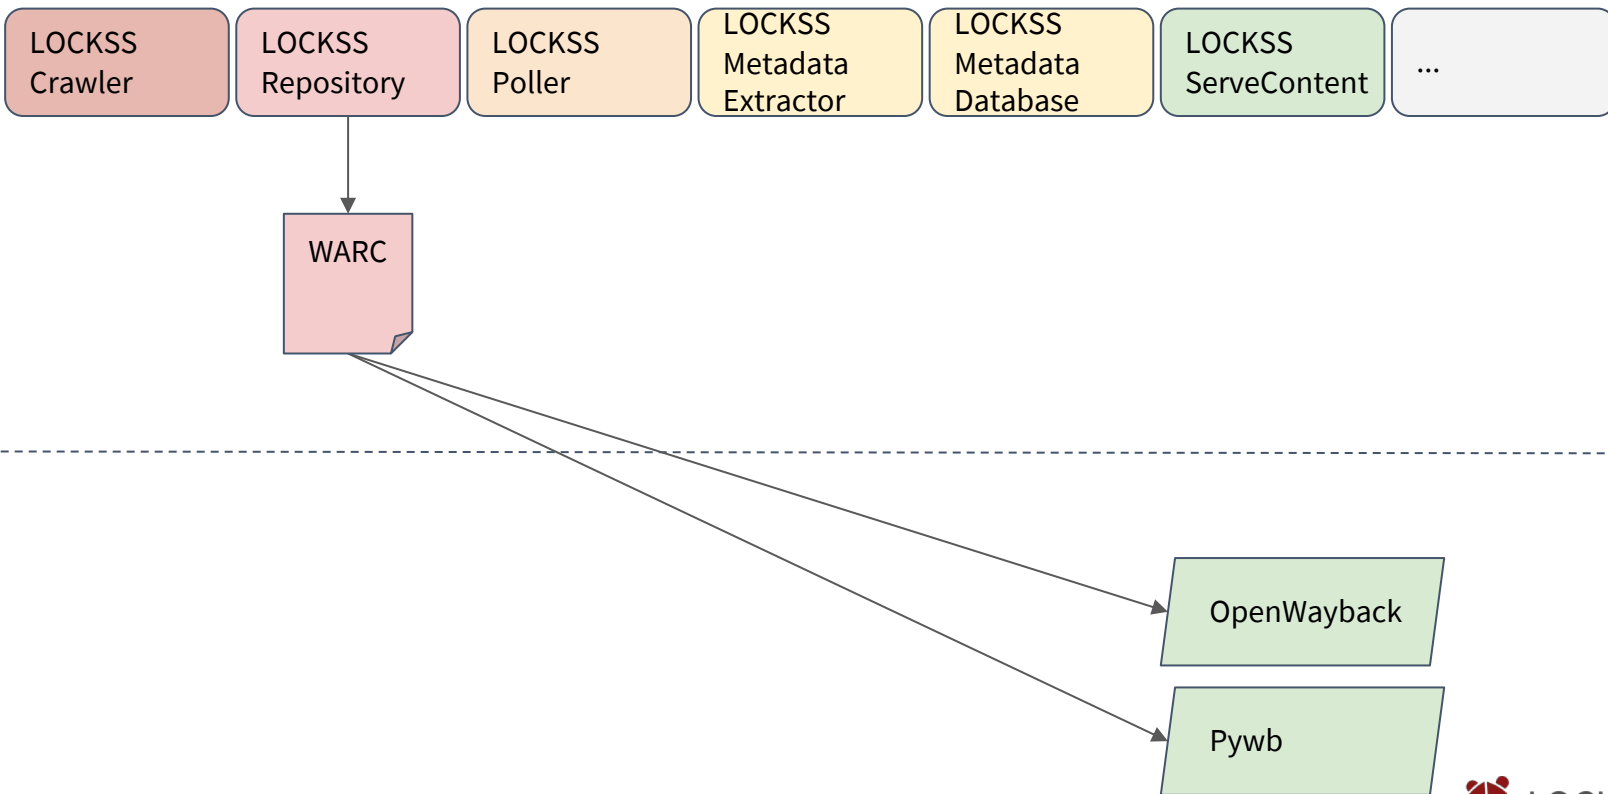 LOCKSS
Crawler
LOCKSS
Repository
LOCKSS
Poller
LOCKSS
Metadata
Extractor
LOCKSS
Metadata
Database
LOCKSS
ServeContent
...
WARC
OpenWayback
Pywb